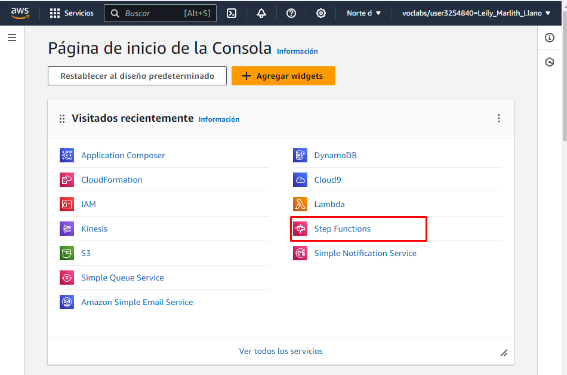 aws Servicios Buscar [Alt+S] Norte d voclabs/user3254840=Leily_Marlith_Llano
Página de inicio de la Consola Información
Restablecer al diseño predeterminado + Agregar widgets
Visitados recientemente Información
Application Composer
CloudFormation
IAM
Kinesis
S3
Simple Queue Service
Amazon Simple Email Service
DynamoDB
Cloud9
Lambda
Step Functions
Simple Notification Service
Ver todos los servicios